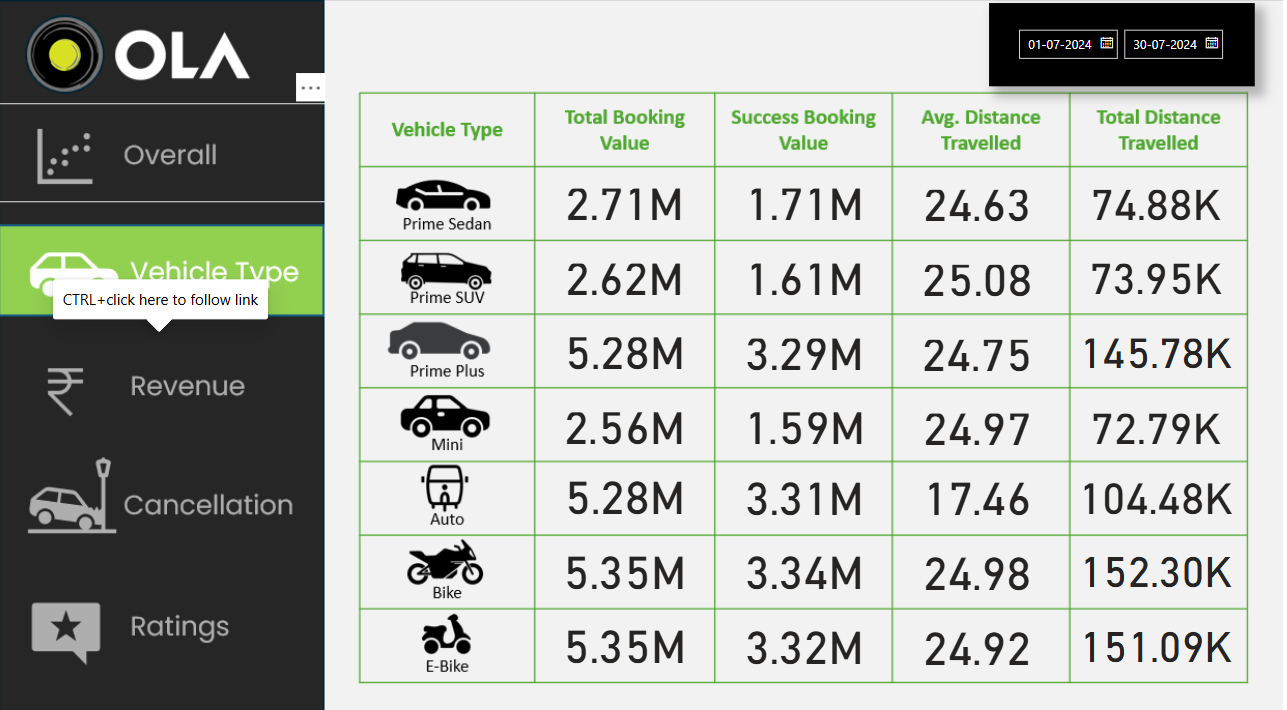 OLA
...
01-07-2024 30-07-2024
Overall
Vehicle Type
CTRL+click here to follow link
₹ Revenue
Cancellation
Ratings
Vehicle Type Total Booking Value Success Booking Value Avg. Distance Travelled Total Distance Travelled
Prime Sedan 2.71M 1.71M 24.63 74.88K
Prime SUV 2.62M 1.61M 25.08 73.95K
Prime Plus 5.28M 3.29M 24.75 145.78K
Mini 2.56M 1.59M 24.97 72.79K
Auto 5.28M 3.31M 17.46 104.48K
Bike 5.35M 3.34M 24.98 152.30K
E-Bike 5.35M 3.32M 24.92 151.09K